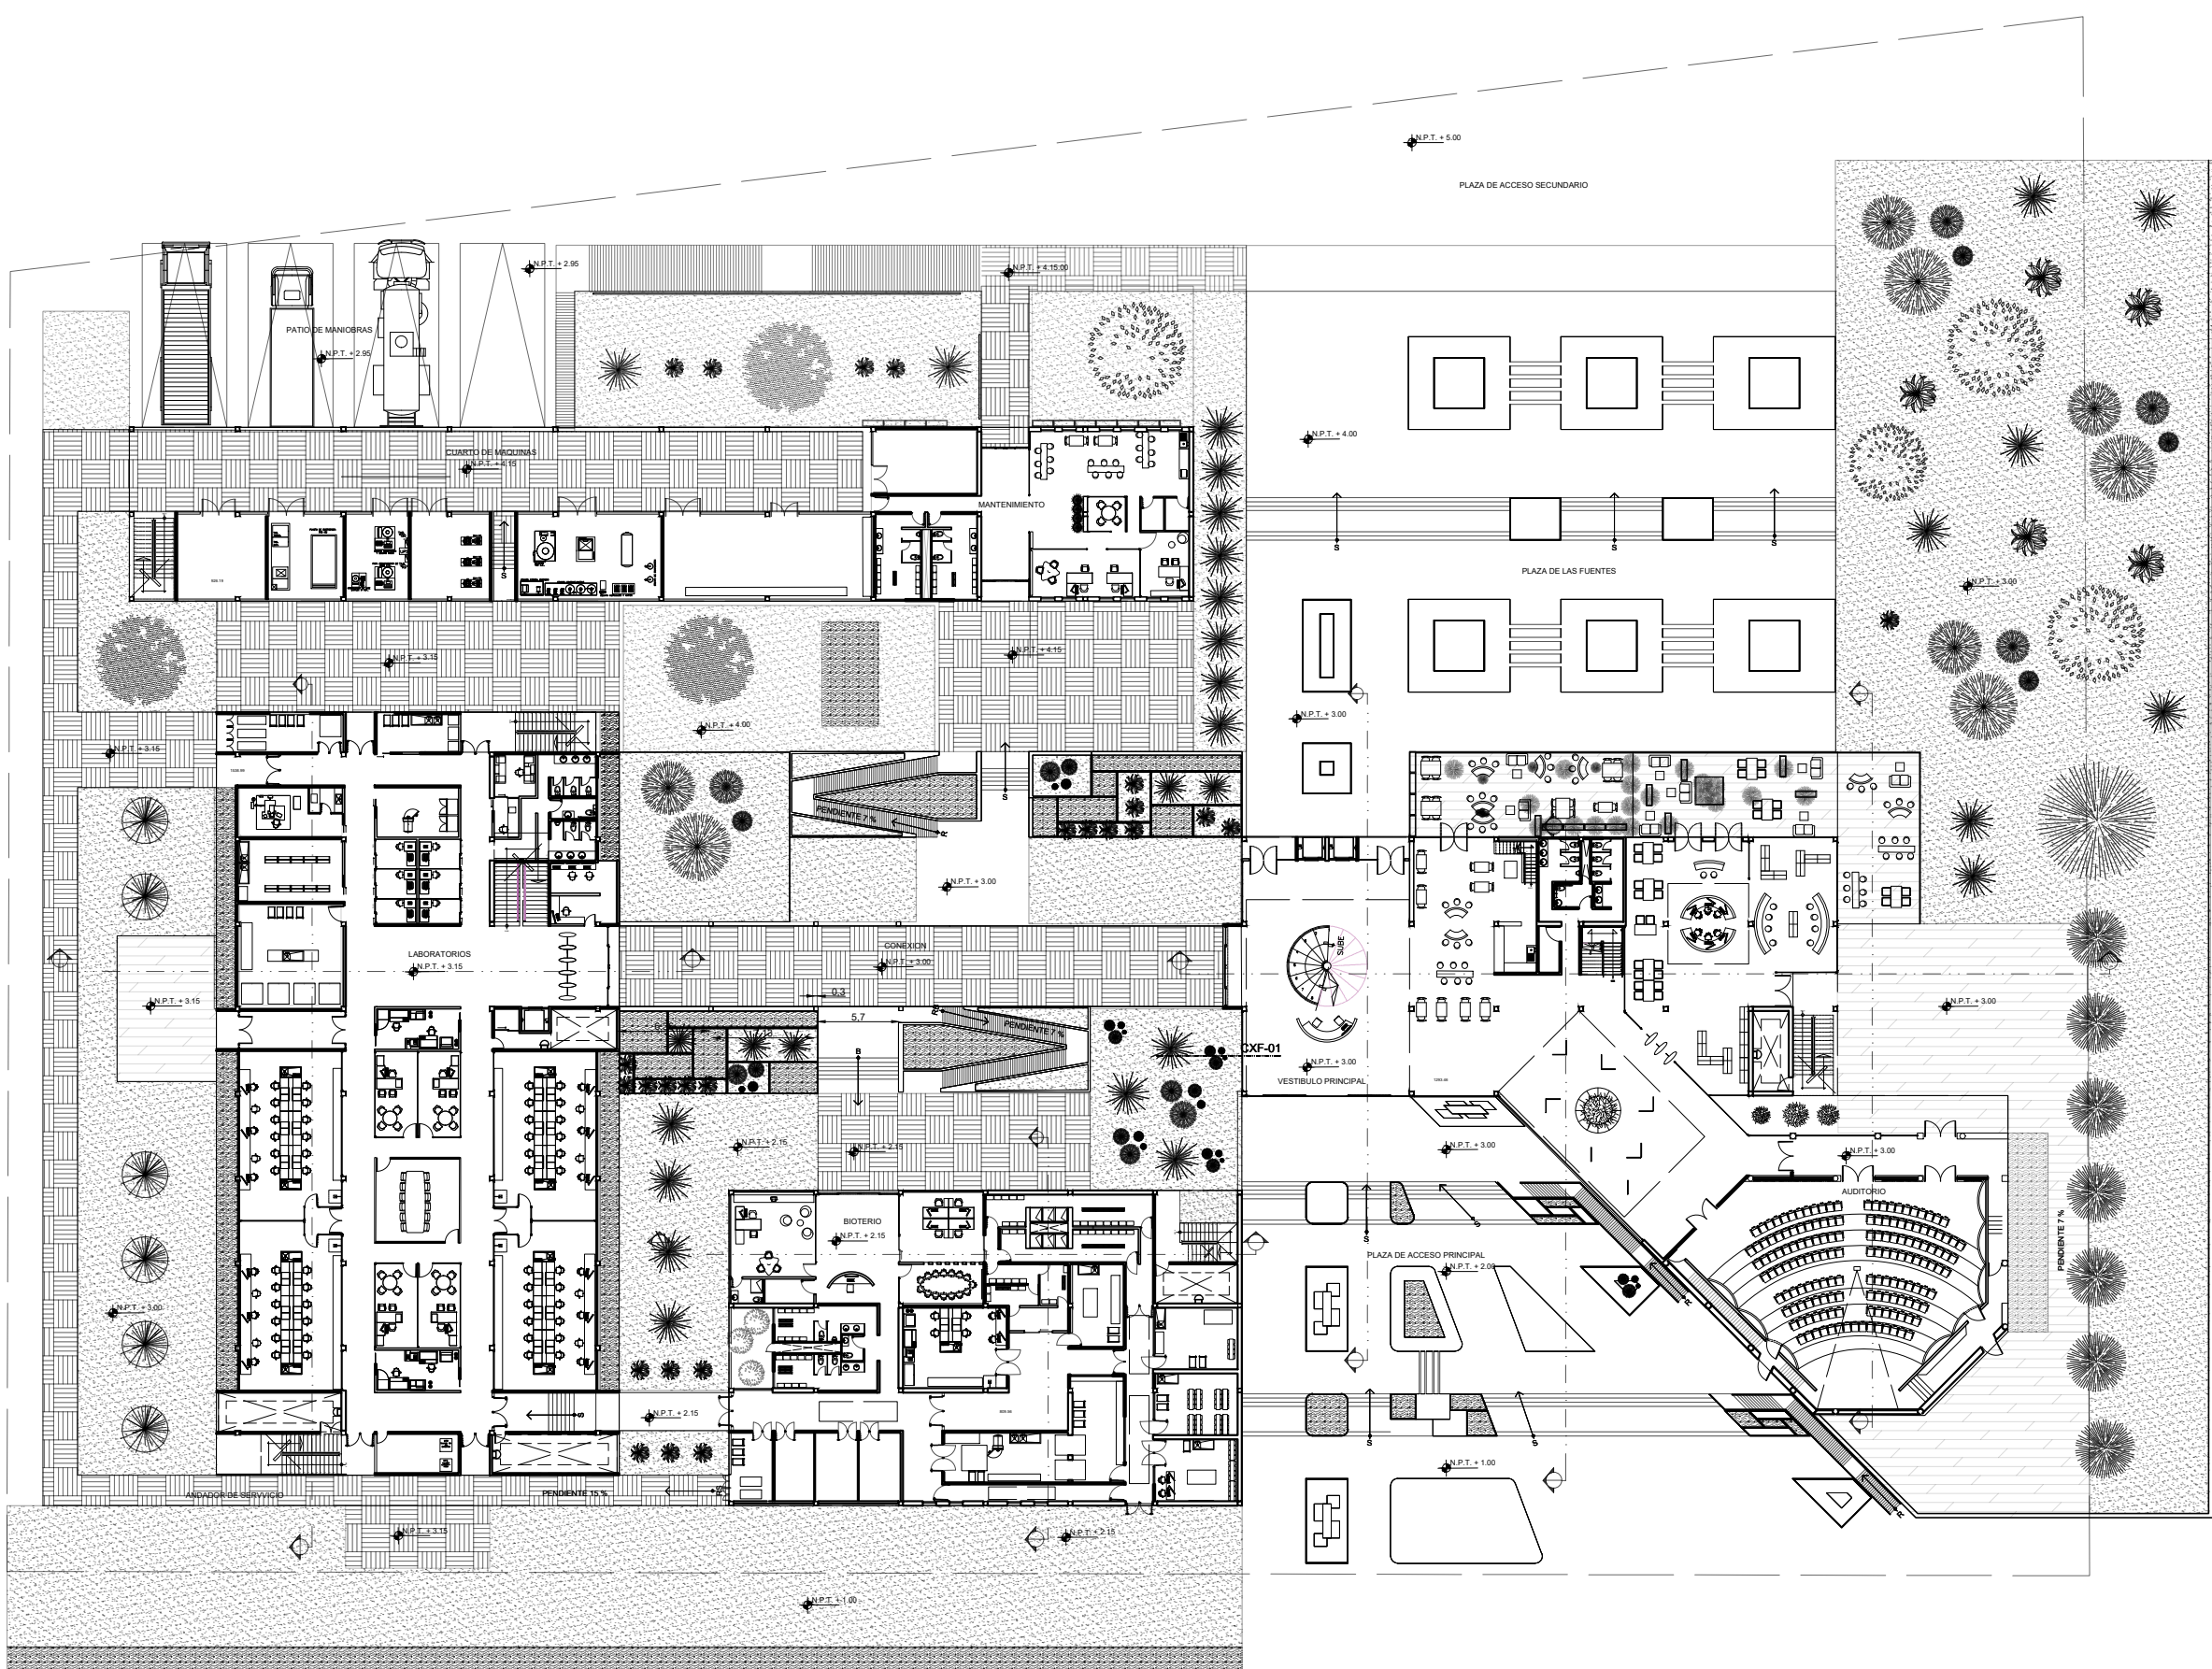 N.P.T. + 5.00
PLAZA DE ACCESO SECUNDARIO
N.P.T. + 2.95
N.P.T. + 4.15.00
PATIO DE MANIOBRAS
N.P.T. + 2.95
N.P.T. + 4.00
CUARTO DE MAQUINAS
N.P.T. + 4.15
MANTENIMIENTO
S
S
S
S
PLAZA DE LAS FUENTES
N.P.T. + 3.00
N.P.T. + 3.15
N.P.T. + 4.15
N.P.T. + 4.00
N.P.T. + 3.00
N.P.T. + 3.15
S
PENDIENTE 7 %
R
N.P.T. + 3.00
CONEXION
N.P.T. + 3.00
LABORATORIOS
N.P.T. + 3.15
SUBE
0,3
N.P.T. + 3.15
N.P.T. + 3.00
5,7
PENDIENTE 7 %
B
CXF-01
N.P.T. + 3.00
VESTIBULO PRINCIPAL
N.P.T. + 2.15
N.P.T. + 2.15
N.P.T. + 3.00
N.P.T. + 3.00
AUDITORIO
BIOTERIO
N.P.T. + 2.15
S
PENDIENTE 7 %
PLAZA DE ACCESO PRINCIPAL
N.P.T. + 2.00
R
N.P.T. + 3.00
S
N.P.T. + 2.15
S
S
N.P.T. + 1.00
ANDADOR DE SERVVICIO
PENDIENTE 15 %
R
N.P.T. + 3.15
N.P.T. + 2.15
N.P.T. + 1.00